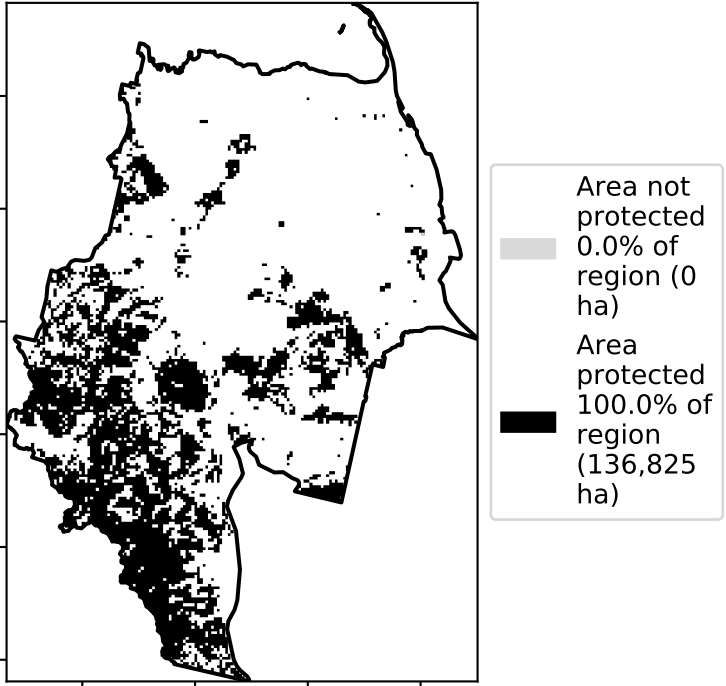 Area not
protected
0.0% of
region (0
ha)
Area
protected
100.0% of
region
(136,825
ha)